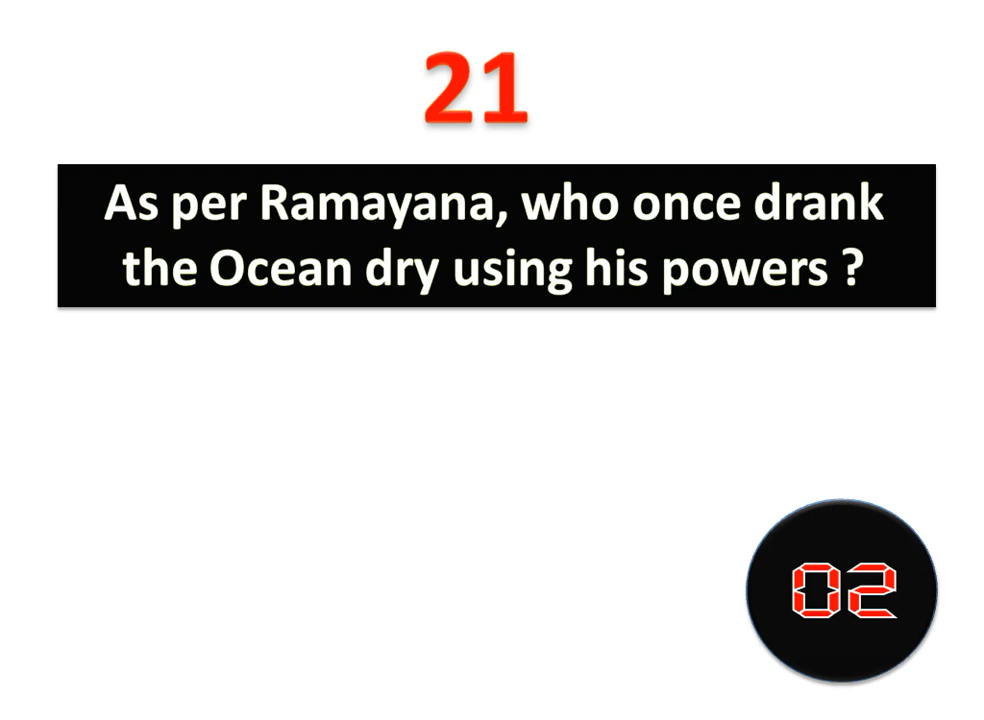 21
As per Ramayana, who once drank
the Ocean dry using his powers ?
02